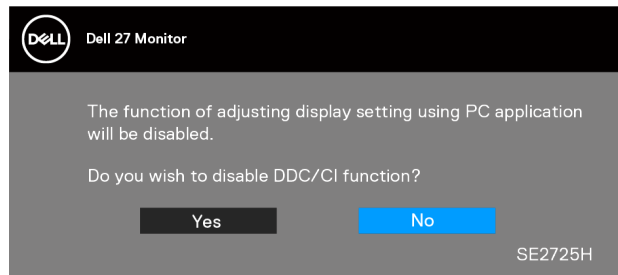 DELL
Dell 27 Monitor
The function of adjusting display setting using PC application
will be disabled.
Do you wish to disable DDC/CI function?
Yes
No
SE2725H